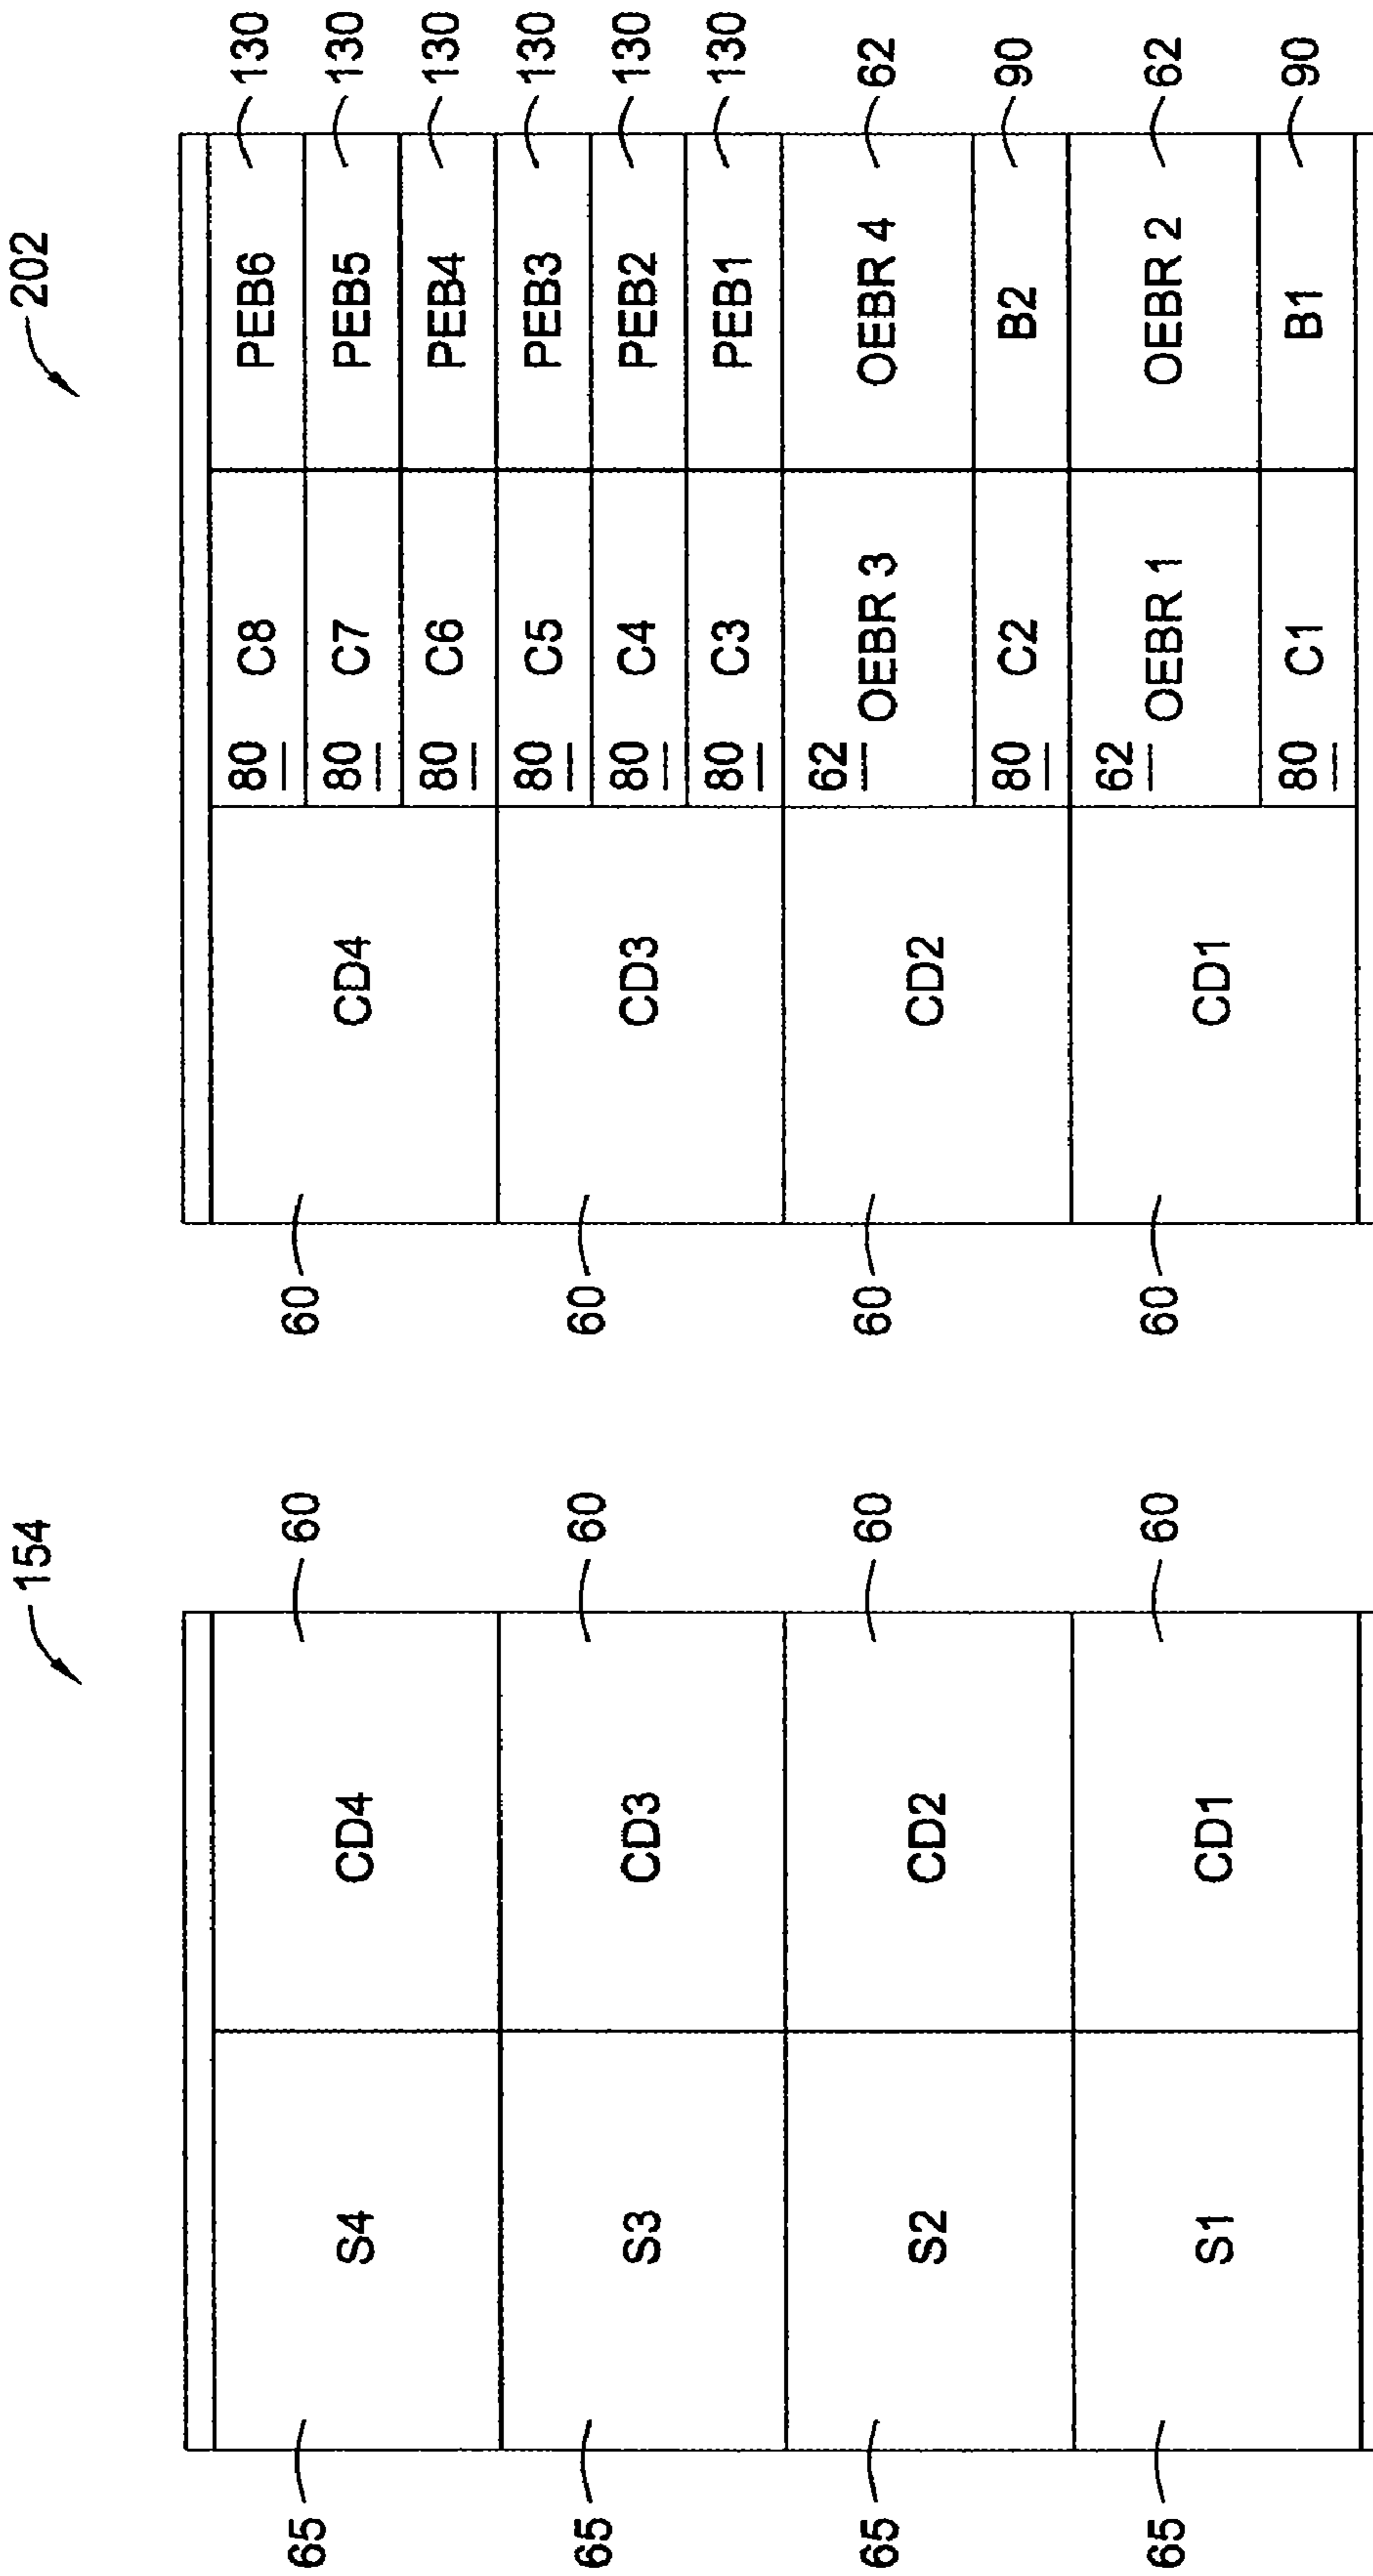 154
65
S4
CD4
60
65
S3
CD3
60
65
S2
CD2
60
65
S1
CD1
60
202
60
CD4
80 C8
PEB6
130
80 C7
PEB5
130
80 C6
PEB4
130
60
CD3
80 C5
PEB3
130
80 C4
PEB2
130
80 C3
PEB1
130
60
CD2
62
OEBR 3
OEBR 4
62
80 C2
B2
90
60
CD1
62
OEBR 1
OEBR 2
62
80 C1
B1
90